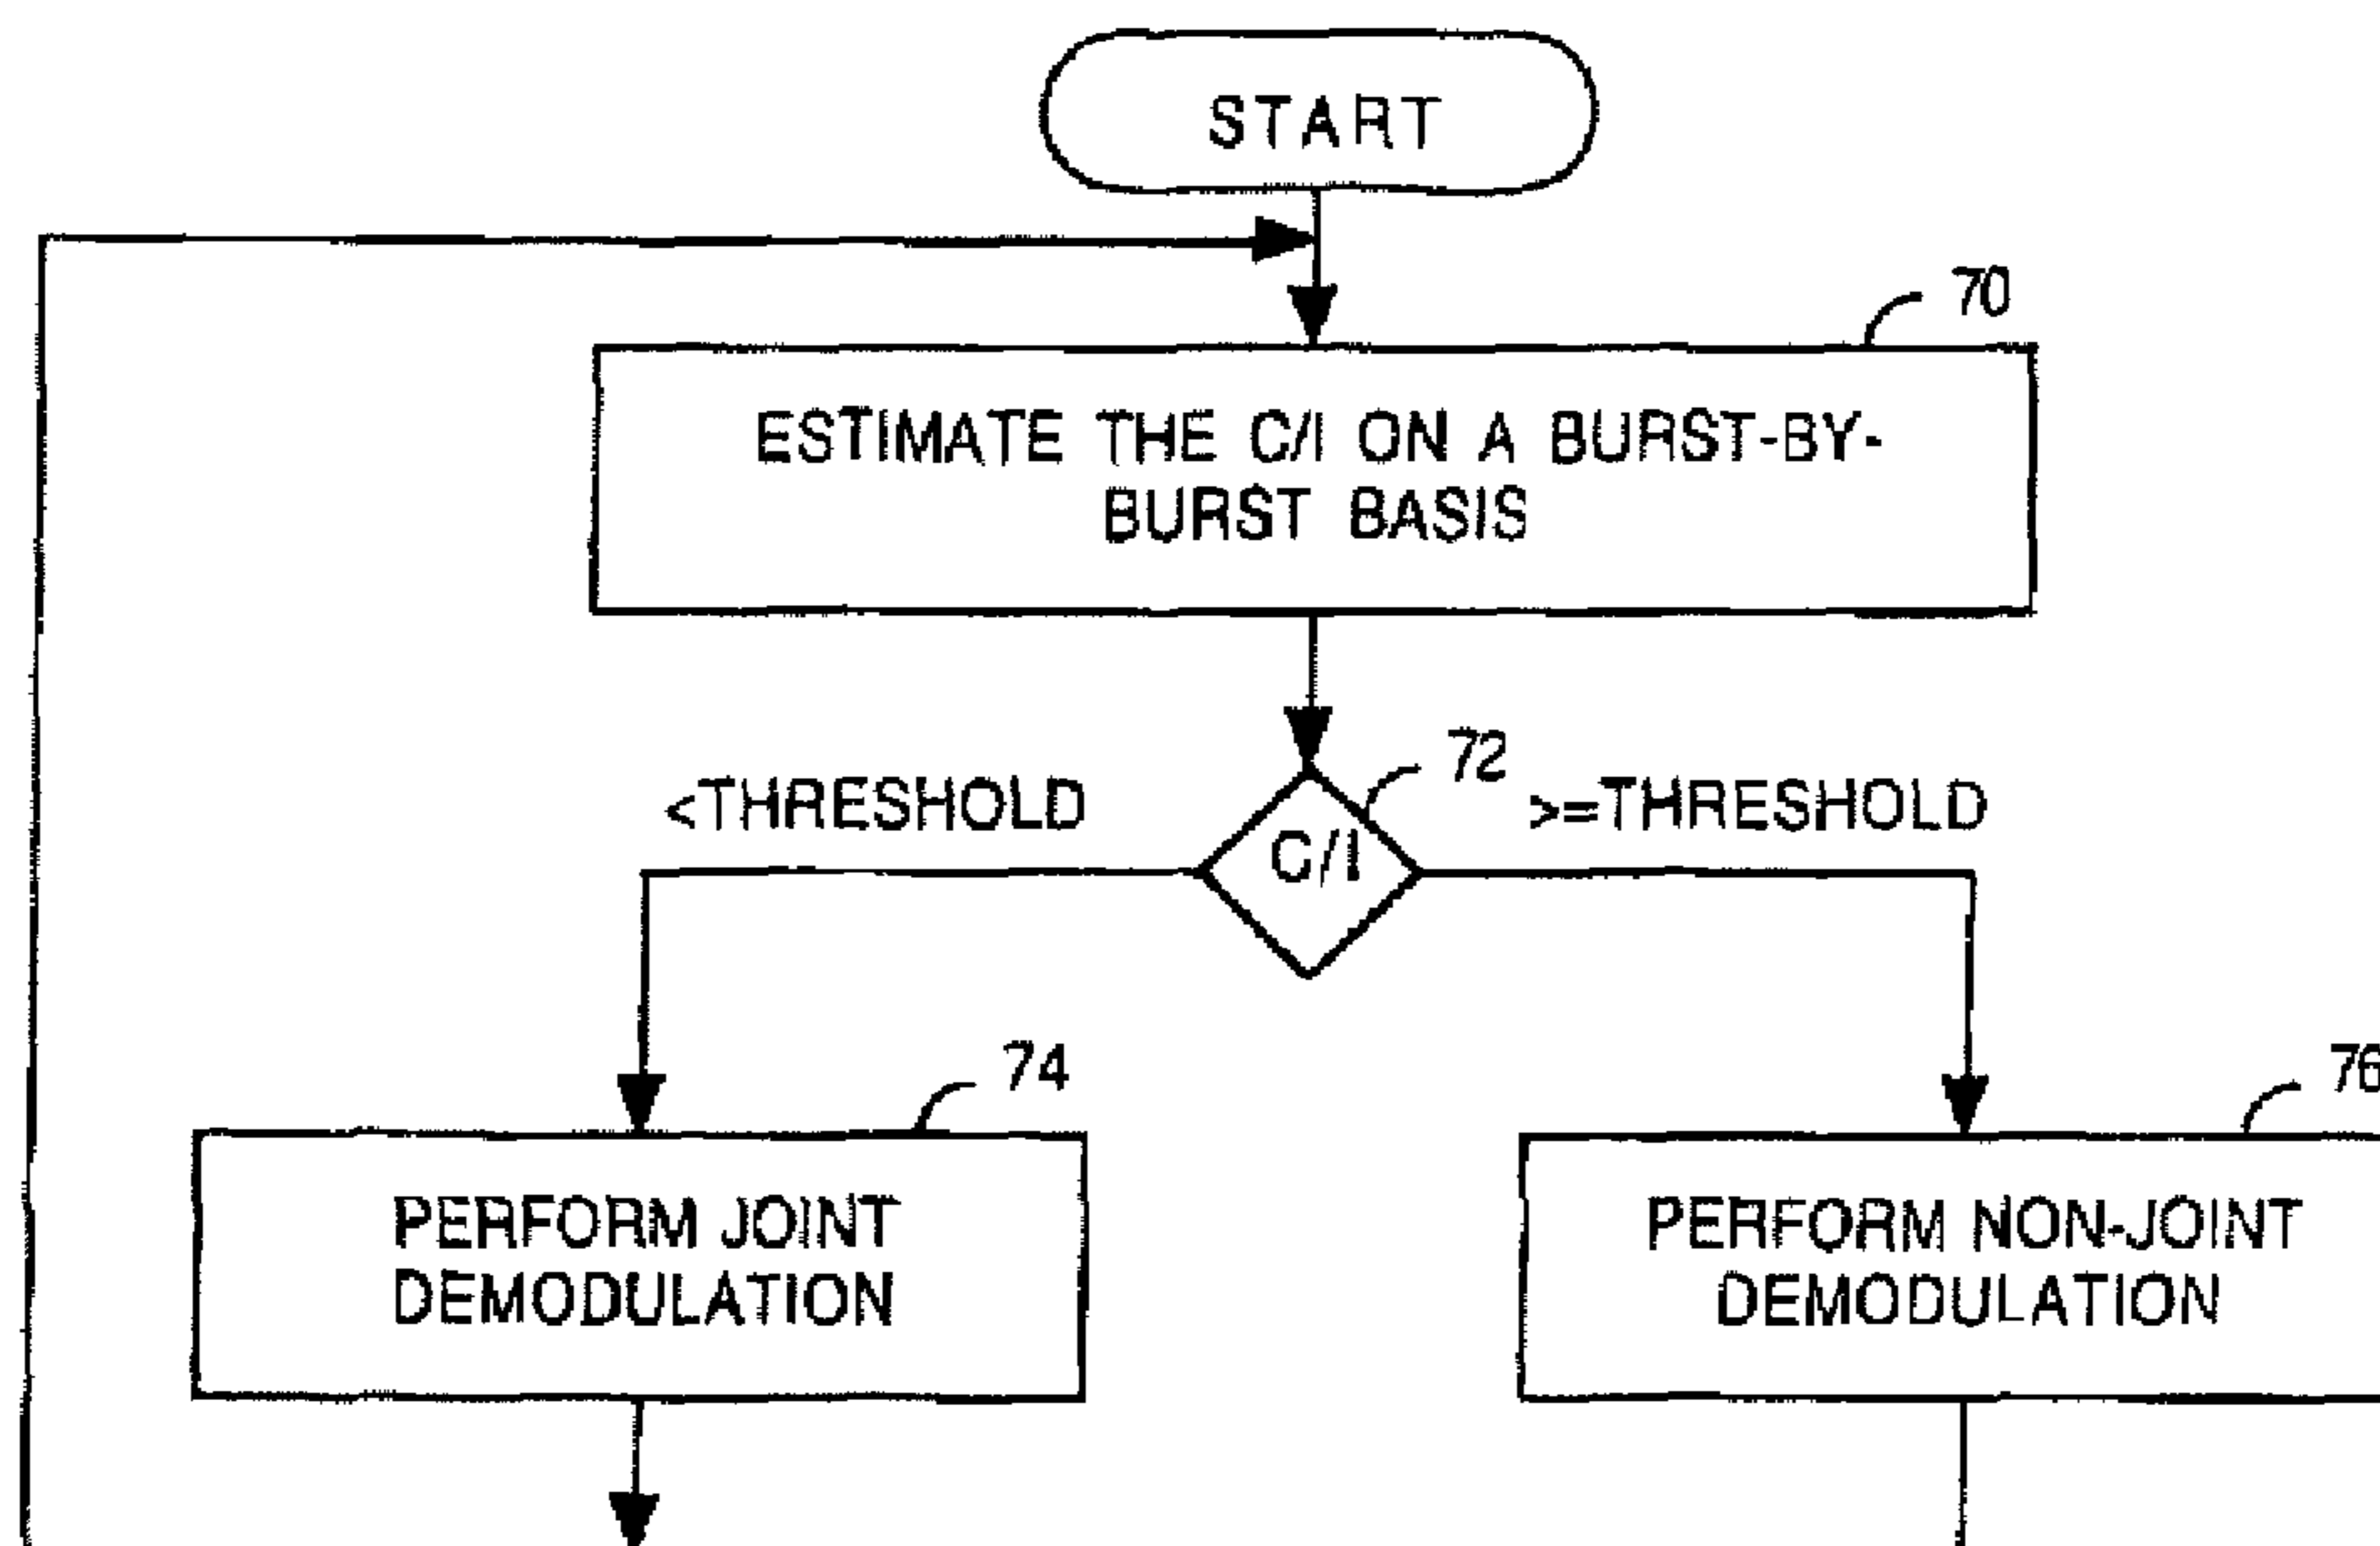 START
70
ESTIMATE THE C/I ON A BURST-BY-
BURST BASIS
72
<THRESHOLD
>=THRESHOLD
C/I
74
76
PERFORM JOINT
DEMODULATION
PERFORM NON-JOINT
DEMODULATION